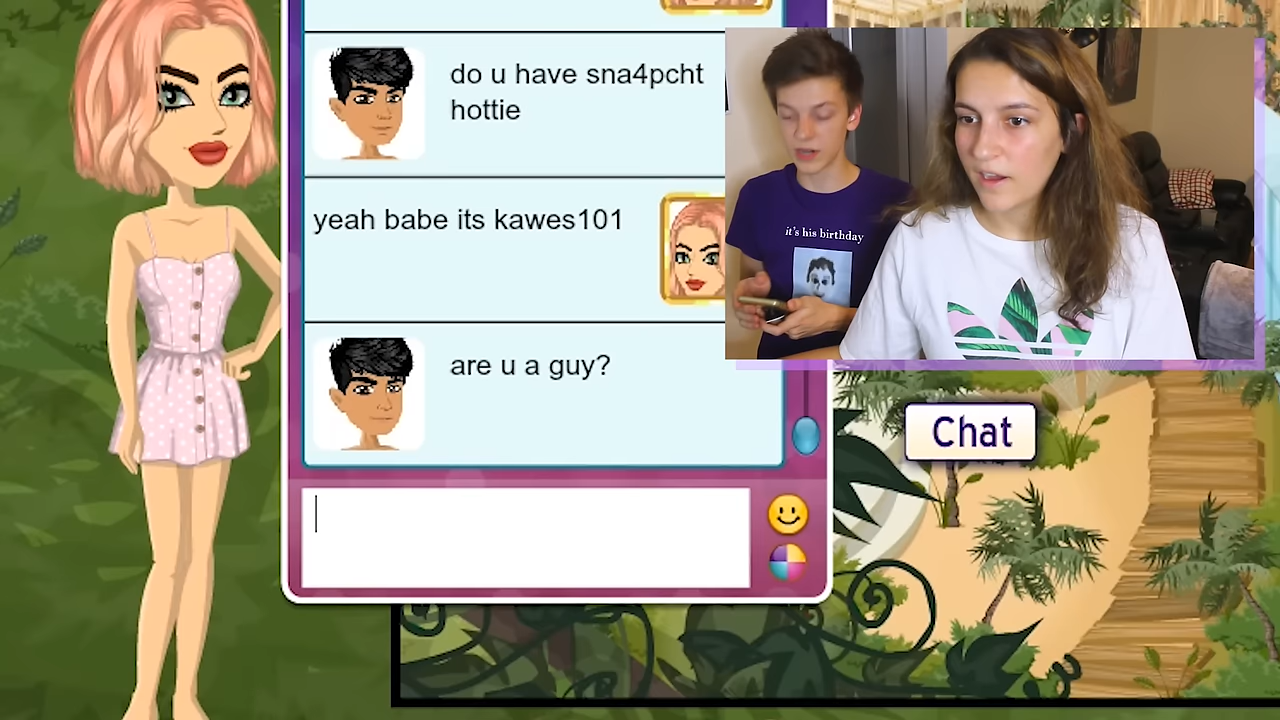 do u have sna4pcht
hottie
yeah babe its kawes101
are u a guy?
it's his birthday
Chat